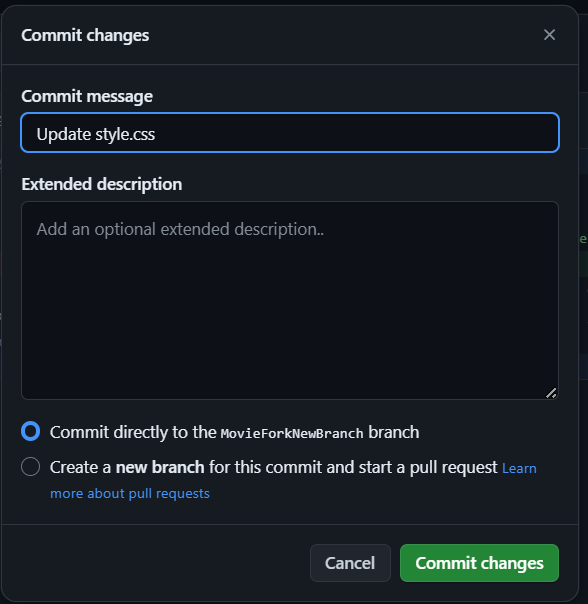 Commit changes
Commit message
Update style.css
Extended description
Add an optional extended description..
Commit directly to the MovieForkNewBranch branch
Create a new branch for this commit and start a pull request Learn
more about pull requests
Cancel
Commit changes